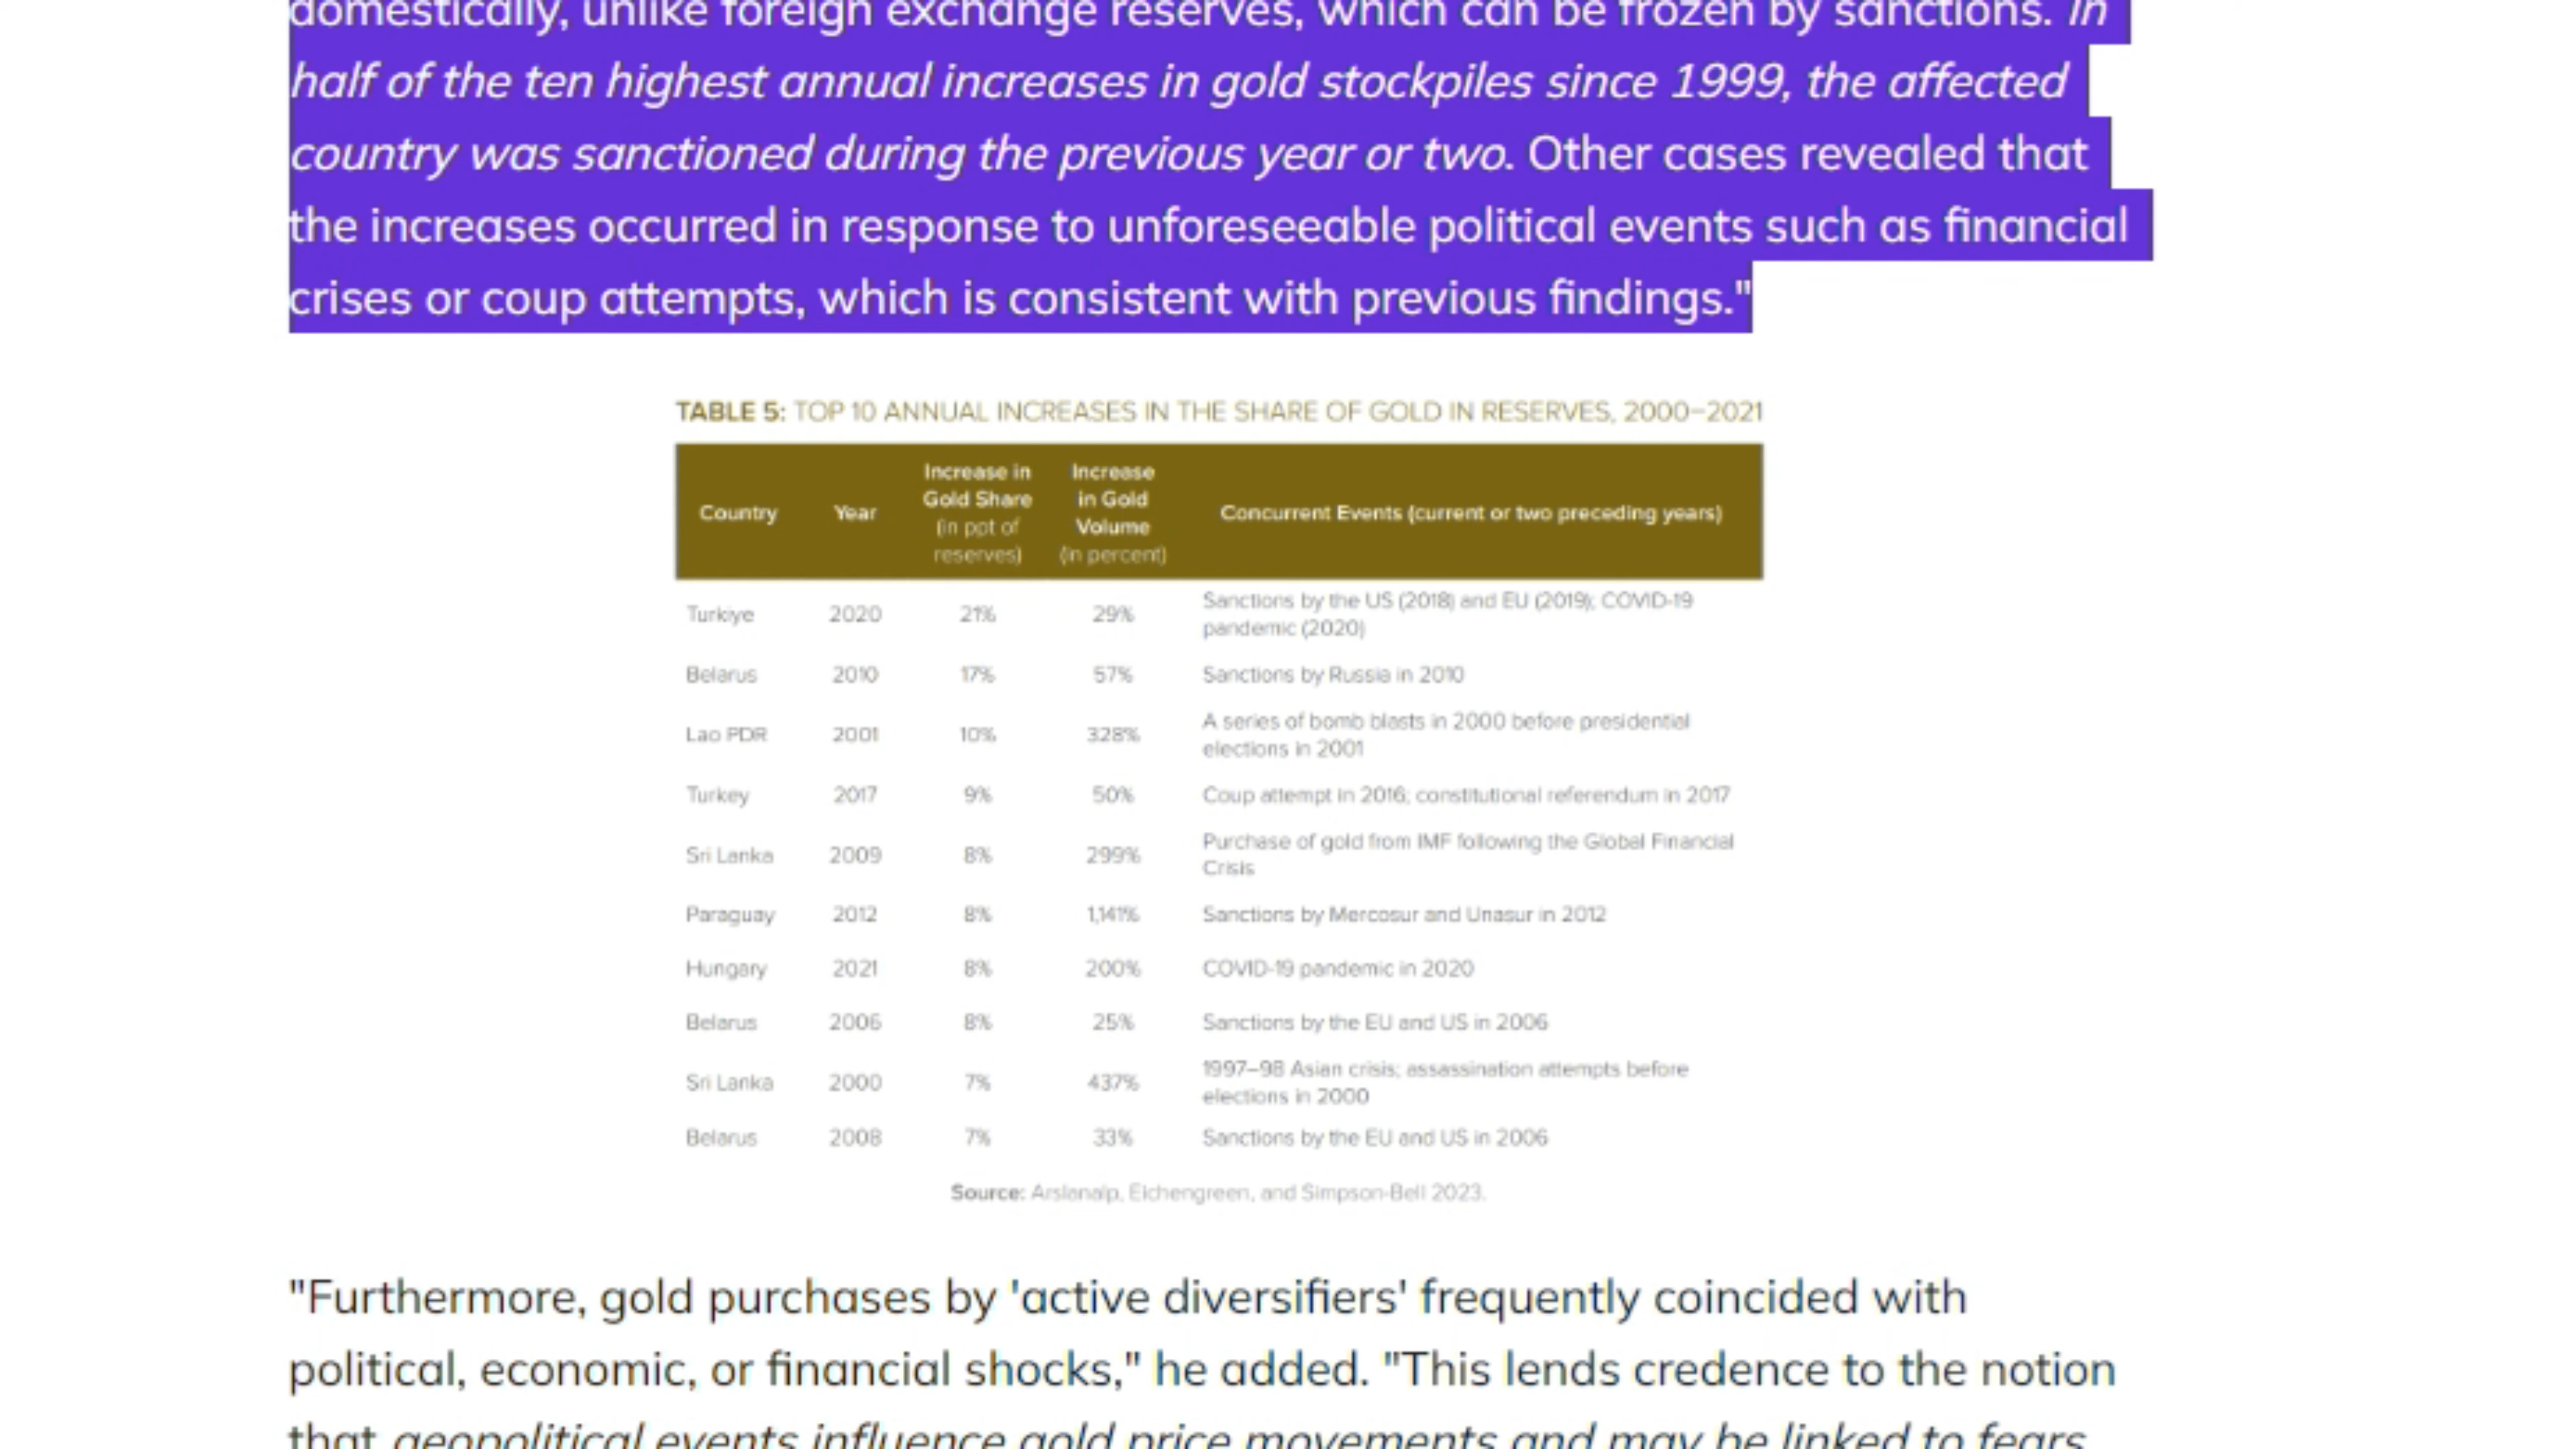 domestically, unlike foreign exchange reserves, which can be frozen by sanctions. In
half of the ten highest annual increases in gold stockpiles since 1999, the affected
country was sanctioned during the previous year or two. Other cases revealed that
the increases occurred in response to unforeseeable political events such as financial
crises or coup attempts, which is consistent with previous findings."
TABLE 5: TOP 10 ANNUAL INCREASES IN THE SHARE OF GOLD IN RESERVES, 2000–2021
Country Year Increase in Gold Share (in ppt of reserves) Increase in Gold Volume (in percent) Concurrent Events (current or two preceding years)
Turkiye 2020 21% 29% Sanctions by the US (2018) and EU (2019); COVID-19
pandemic (2020)
Belarus 2010 17% 57% Sanctions by Russia in 2010
Lao PDR 2001 10% 328% A series of bomb blasts in 2000 before presidential
elections in 2001
Turkey 2017 9% 50% Coup attempt in 2016; constitutional referendum in 2017
Sri Lanka 2009 8% 299% Purchase of gold from IMF following the Global Financial
Crisis
Paraguay 2012 8% 1,141% Sanctions by Mercosur and Unasur in 2012
Hungary 2021 8% 200% COVID-19 pandemic in 2020
Belarus 2006 8% 25% Sanctions by the EU and US in 2006
Sri Lanka 2000 7% 437% 1997–98 Asian crisis; assassination attempts before
elections in 2000
Belarus 2008 7% 33% Sanctions by the EU and US in 2006
Source: Arslanalp, Eichengreen, and Simpson-Bell 2023.
"Furthermore, gold purchases by 'active diversifiers' frequently coincided with
political, economic, or financial shocks," he added. "This lends credence to the notion
that geopolitical events influence gold price movements and may be linked to fears